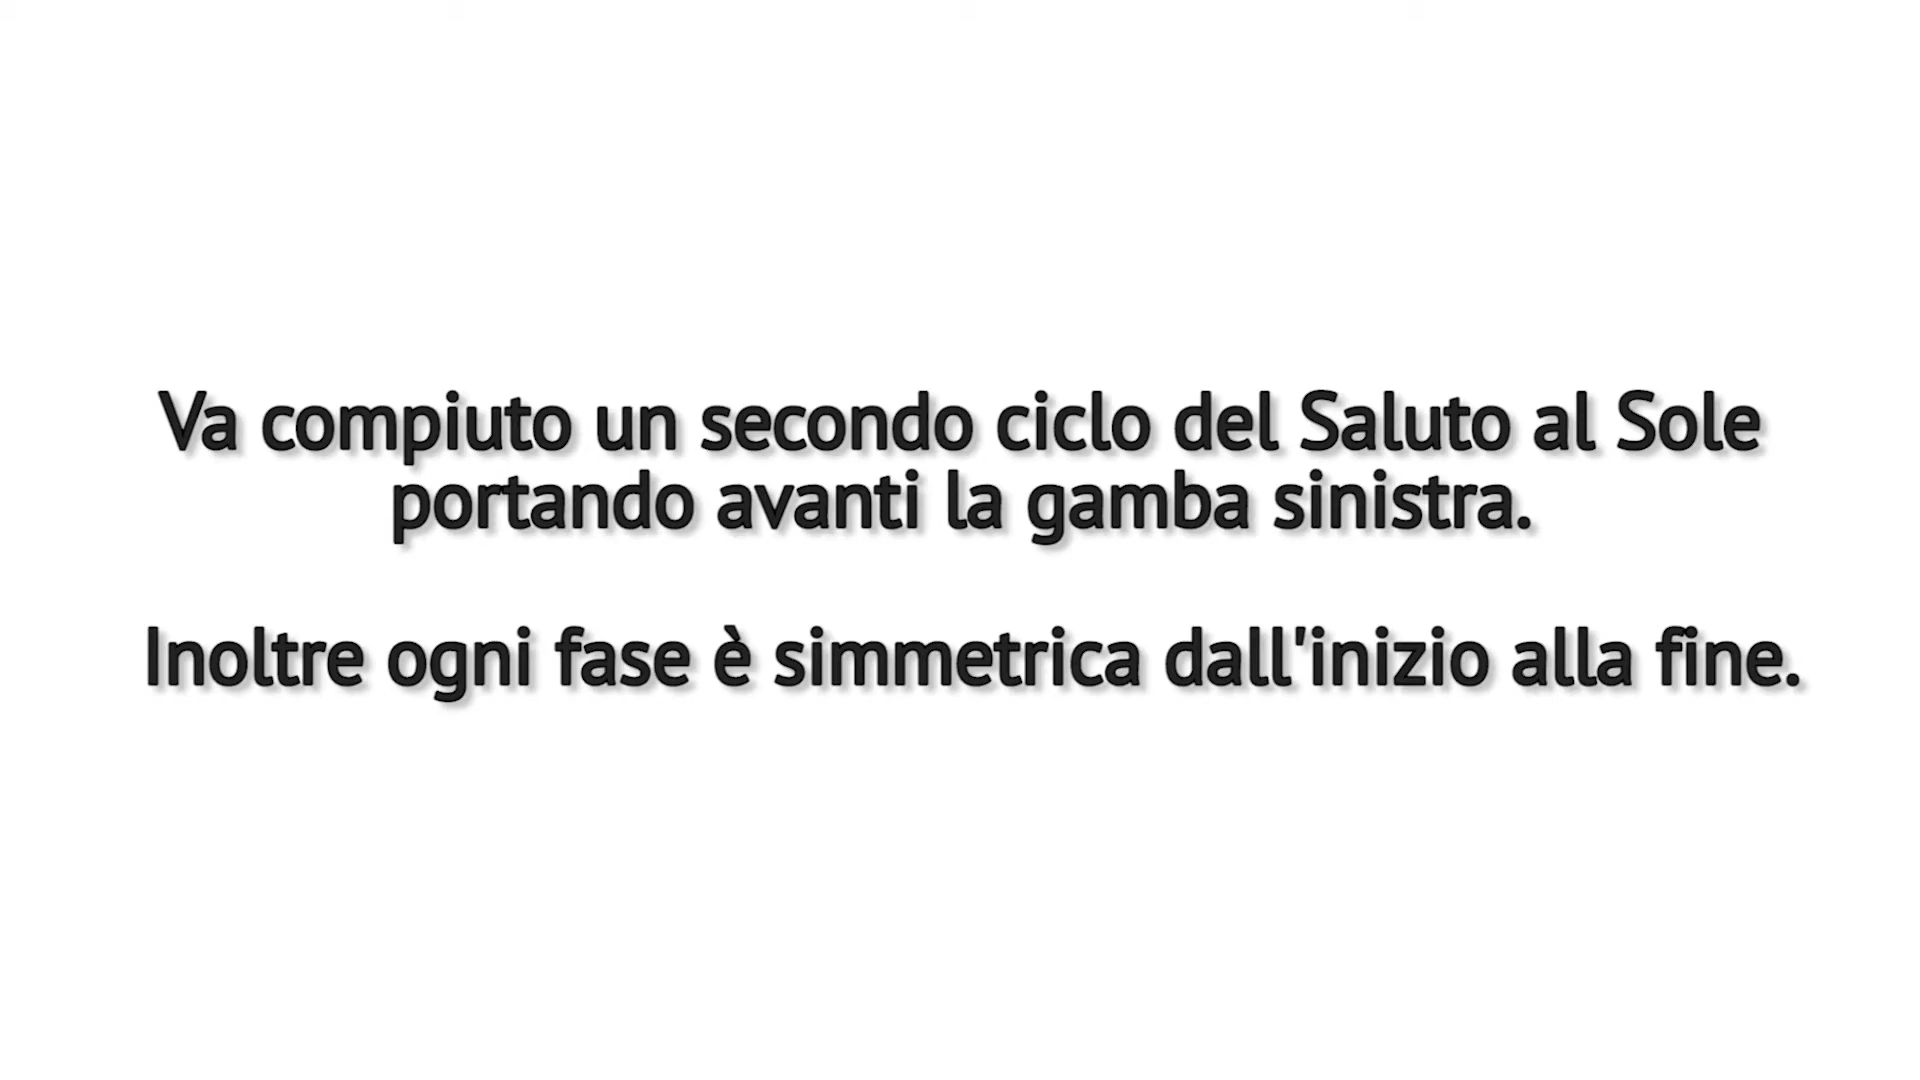 Va compiuto un secondo ciclo del Saluto al Sole
portando avanti la gamba sinistra.
Inoltre ogni fase è simmetrica dall'inizio alla fine.